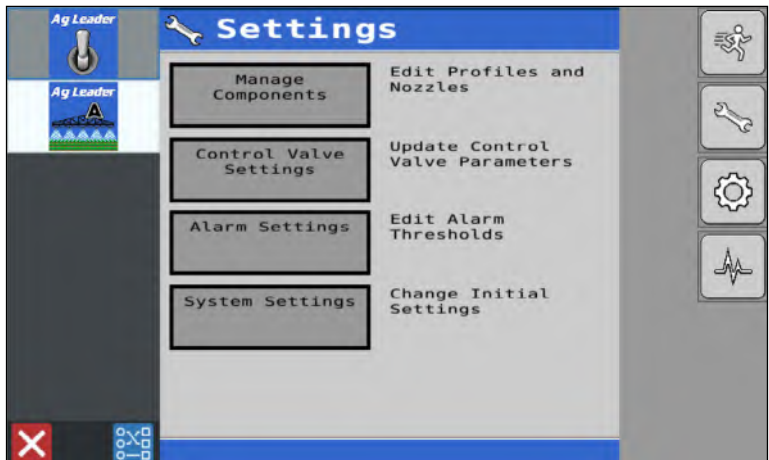 Ag Leader
Ag Leader
A
Settings
Manage
Components
Edit Profiles and
Nozzles
Control Valve
Settings
Update Control
Valve Parameters
Alarm Settings
Edit Alarm
Thresholds
System Settings
Change Initial
Settings